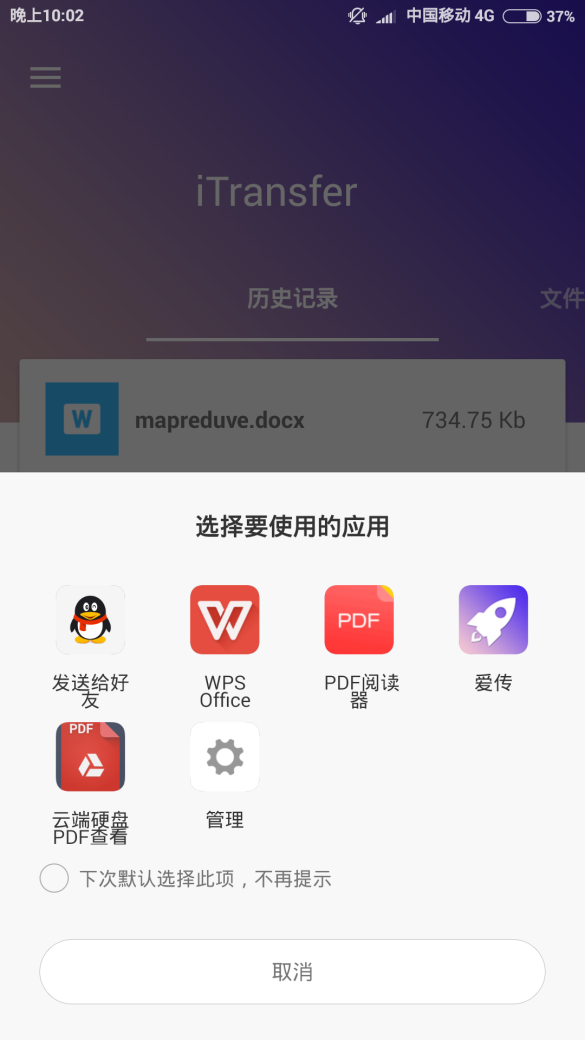 晚上10:02
中国移动 4G 37%
iTransfer
历史记录
文件
W
mapreduve.docx 734.75 Kb
选择要使用的应用
PDF
发送给好
友
WPS
Office
PDF阅读
器
爱传
PDF
云端硬盘
PDF查看
管理
下次默认选择此项，不再提示
取消